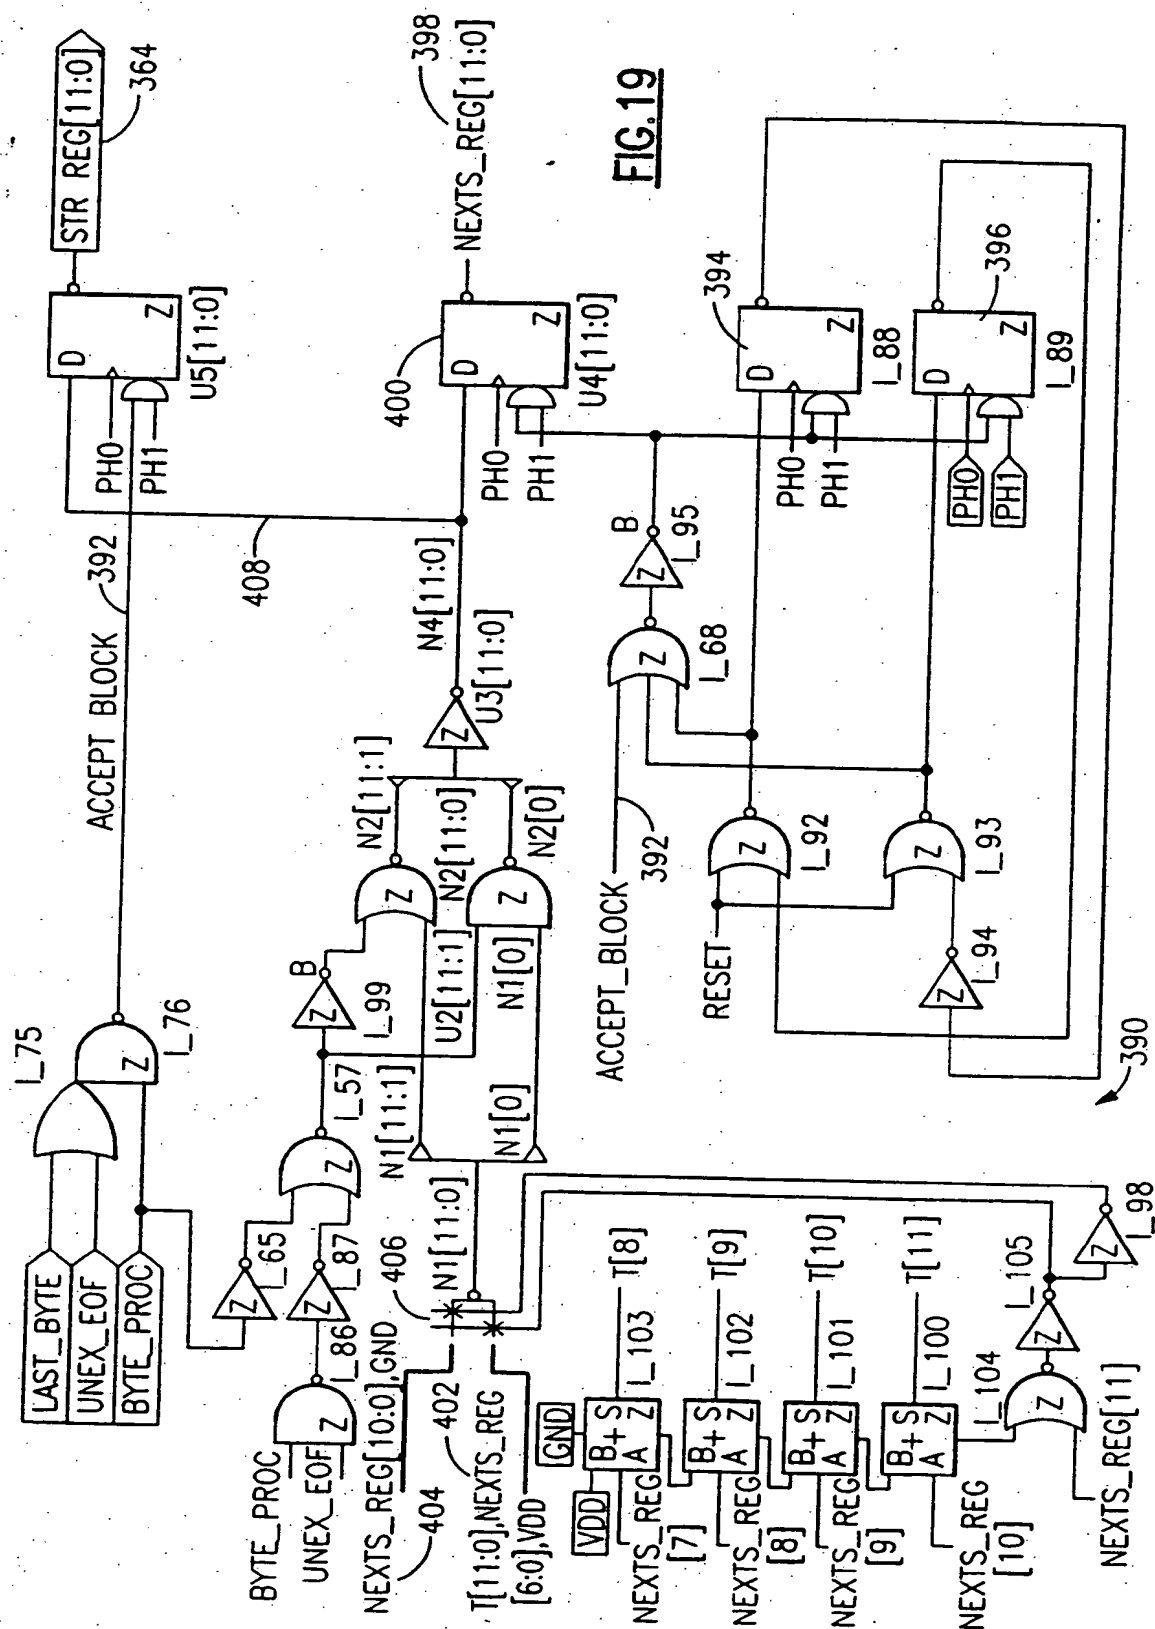 STR REG[11:0]
364
D
Z
PH0
PH1
U5[11:0]
NEXTS_REG[11:0]
398
400
D
Z
PH0
PH1
U4[11:0]
FIG.19
394
D
Z
PH0
PH1
I_88
396
D
Z
PH0
PH1
I_89
ACCEPT BLOCK
392
408
N4[11:0]
Z
U3[11:0]
B
Z
I_95
Z
I_68
ACCEPT_BLOCK
392
RESET
Z
I_92
Z
I_93
Z
I_94
390
I_75
Z
I_76
LAST_BYTE
UNEX_EOF
BYTE_PROC
Z
I_65
Z
I_87
I_86
Z
BYTE_PROC
UNEX_EOF
Z
I_57
B
Z
I_99
N2[11:1]
Z
N2[11:0]
U2[11:1]
Z
N2[0]
N1[0]
N1[11:1]
N1[0]
N1[11:0]
406
NEXTS_REG[10:0],GND
404
402
T[11:0],NEXTS_REG
[6:0],VDD
GND
VDD
B + S
A Z
T[8]
I_103
NEXTS_REG
[7]
B + S
A Z
T[9]
I_102
NEXTS_REG
[8]
B + S
A Z
T[10]
I_101
NEXTS_REG
[9]
B + S
A Z
T[11]
I_100
NEXTS_REG
[10]
I_104
Z
NEXTS_REG[11]
Z
I_105
Z
I_98